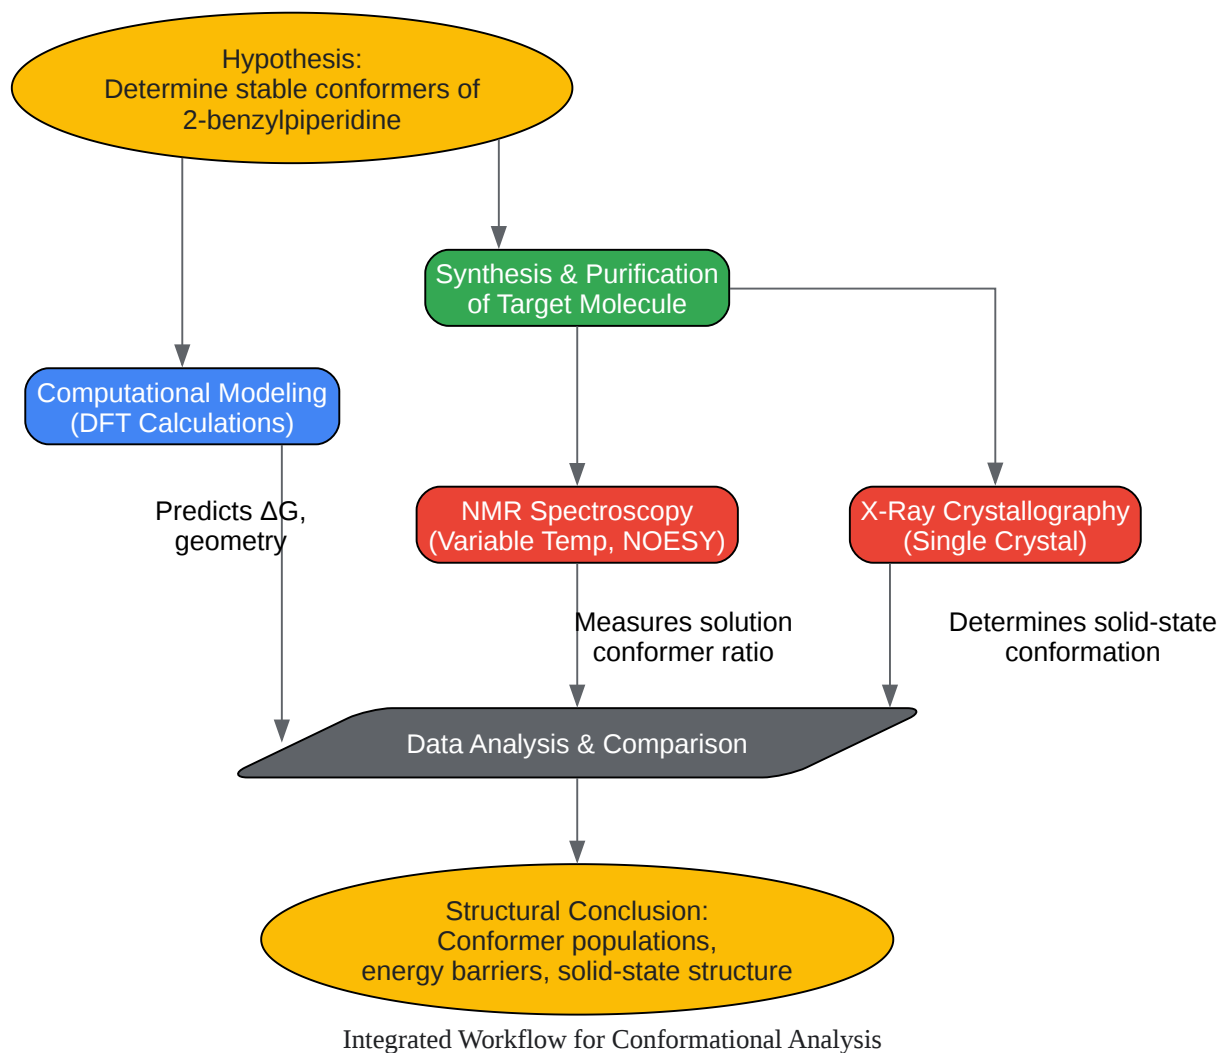 Hypothesis:
Determine stable conformers of
2-benzylpiperidine
Synthesis & Purification
of Target Molecule
Computational Modeling
(DFT Calculations)
Predicts ΔG,
geometry
NMR Spectroscopy
(Variable Temp, NOESY)
X-Ray Crystallography
(Single Crystal)
Measures solution
conformer ratio
Determines solid-state
conformation
Data Analysis & Comparison
Structural Conclusion:
Conformer populations,
energy barriers, solid-state structure
Integrated Workflow for Conformational Analysis